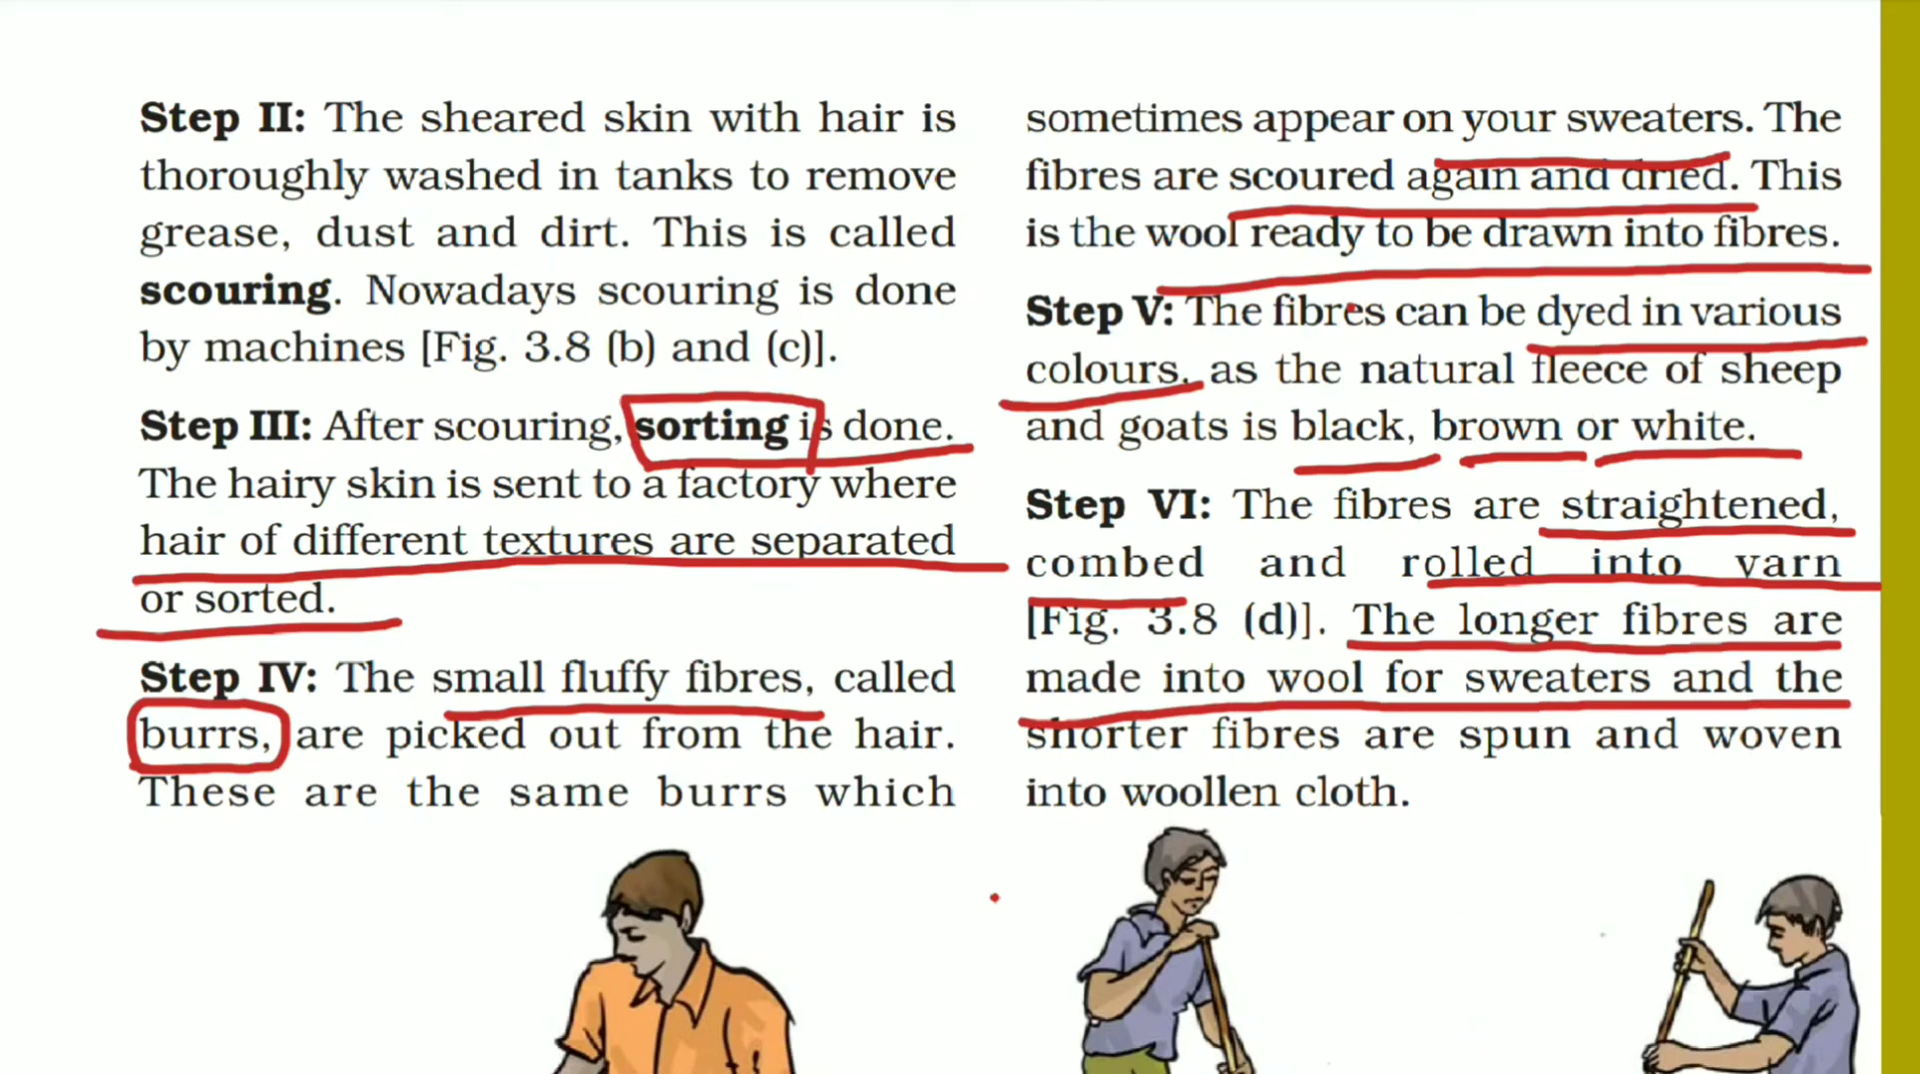 Step II: The sheared skin with hair is
thoroughly washed in tanks to remove
grease, dust and dirt. This is called
scouring. Nowadays scouring is done
by machines [Fig. 3.8 (b) and (c)].
Step III: After scouring, sorting is done.
The hairy skin is sent to a factory where
hair of different textures are separated
or sorted.
Step IV: The small fluffy fibres, called
burrs, are picked out from the hair.
These are the same burrs which
sometimes appear on your sweaters. The
fibres are scoured again and dried. This
is the wool ready to be drawn into fibres.
Step V: The fibres can be dyed in various
colours, as the natural fleece of sheep
and goats is black, brown or white.
Step VI: The fibres are straightened,
combed and rolled into yarn
[Fig. 3.8 (d)]. The longer fibres are
made into wool for sweaters and the
shorter fibres are spun and woven
into woollen cloth.